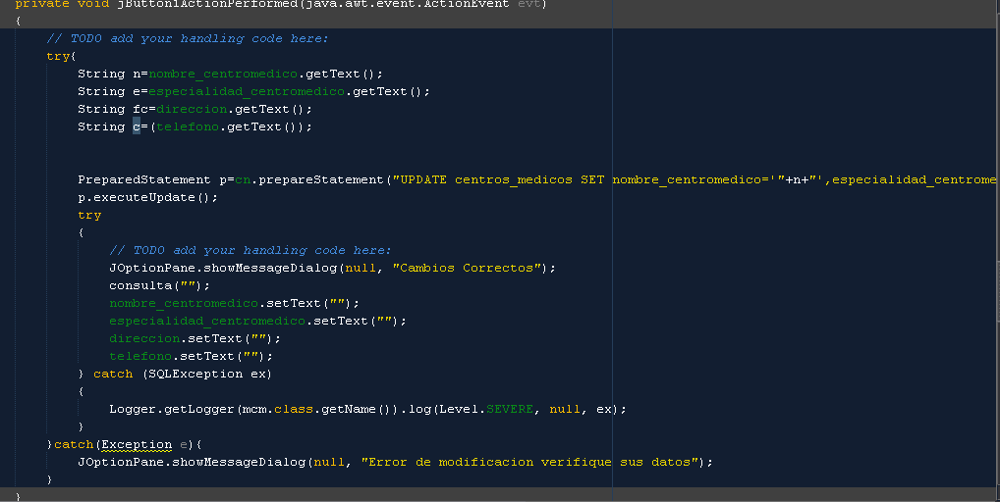 private void jButton1ActionPerformed(java.awt.event.ActionEvent evt)
{
// TODO add your handling code here:
try{
String n=nombre_centromedico.getText();
String e=especialidad_centromedico.getText();
String fc=direccion.getText();
String c=(telefono.getText());
PreparedStatement p=cn.prepareStatement("UPDATE centros_medicos SET nombre_centromedico='"+n+"',especialidad_centrome
p.executeUpdate();
try
{
// TODO add your handling code here:
JOptionPane.showMessageDialog(null, "Cambios Correctos");
consulta("");
nombre_centromedico.setText("");
especialidad_centromedico.setText("");
direccion.setText("");
telefono.setText("");
} catch (SQLException ex)
{
Logger.getLogger(mcm.class.getName()).log(Level.SEVERE, null, ex);
}
}catch(Exception e){
JOptionPane.showMessageDialog(null, "Error de modificacion verifique sus datos");
}
}